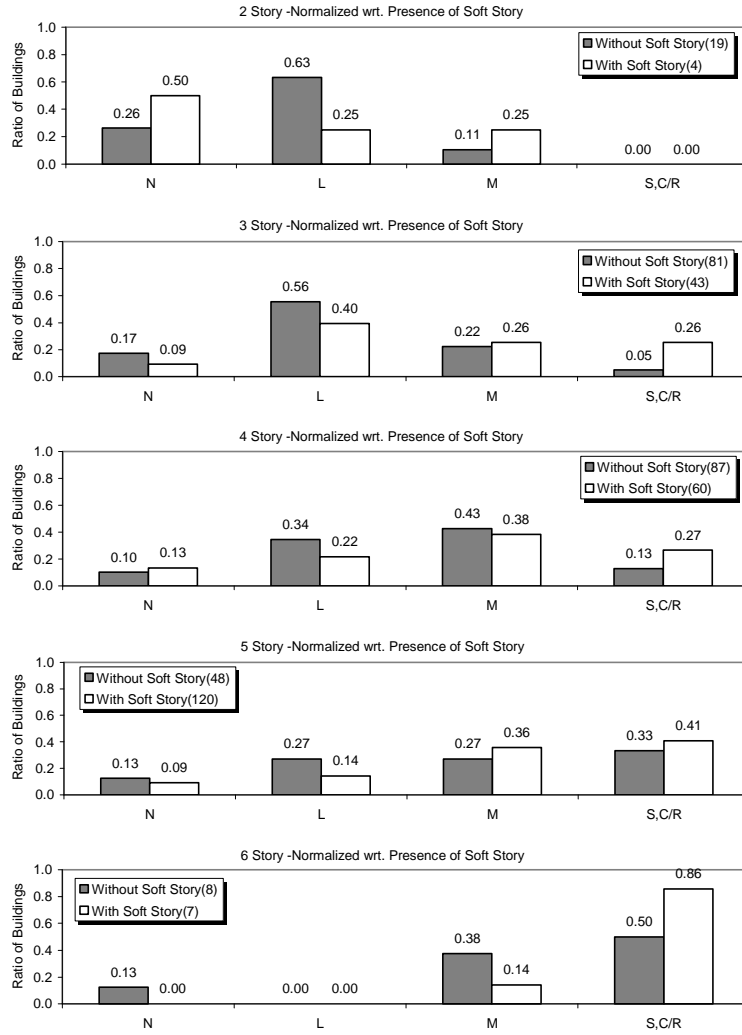 2 Story -Normalized wrt. Presence of Soft Story
Ratio of Buildings
1.0
0.8
0.6
0.4
0.2
0.0
Without Soft Story(19)
With Soft Story(4)
0.26
0.50
0.63
0.25
0.11
0.25
0.00
0.00
N
L
M
S,C/R
3 Story -Normalized wrt. Presence of Soft Story
Ratio of Buildings
1.0
0.8
0.6
0.4
0.2
0.0
Without Soft Story(81)
With Soft Story(43)
0.17
0.09
0.56
0.40
0.22
0.26
0.05
0.26
N
L
M
S,C/R
4 Story -Normalized wrt. Presence of Soft Story
Ratio of Buildings
1.0
0.8
0.6
0.4
0.2
0.0
Without Soft Story(87)
With Soft Story(60)
0.10
0.13
0.34
0.22
0.43
0.38
0.13
0.27
N
L
M
S,C/R
5 Story -Normalized wrt. Presence of Soft Story
Ratio of Buildings
1.0
0.8
0.6
0.4
0.2
0.0
Without Soft Story(48)
With Soft Story(120)
0.13
0.09
0.27
0.14
0.27
0.36
0.33
0.41
N
L
M
S,C/R
6 Story -Normalized wrt. Presence of Soft Story
Ratio of Buildings
1.0
0.8
0.6
0.4
0.2
0.0
Without Soft Story(8)
With Soft Story(7)
0.13
0.00
0.00
0.00
0.38
0.14
0.50
0.86
N
L
M
S,C/R